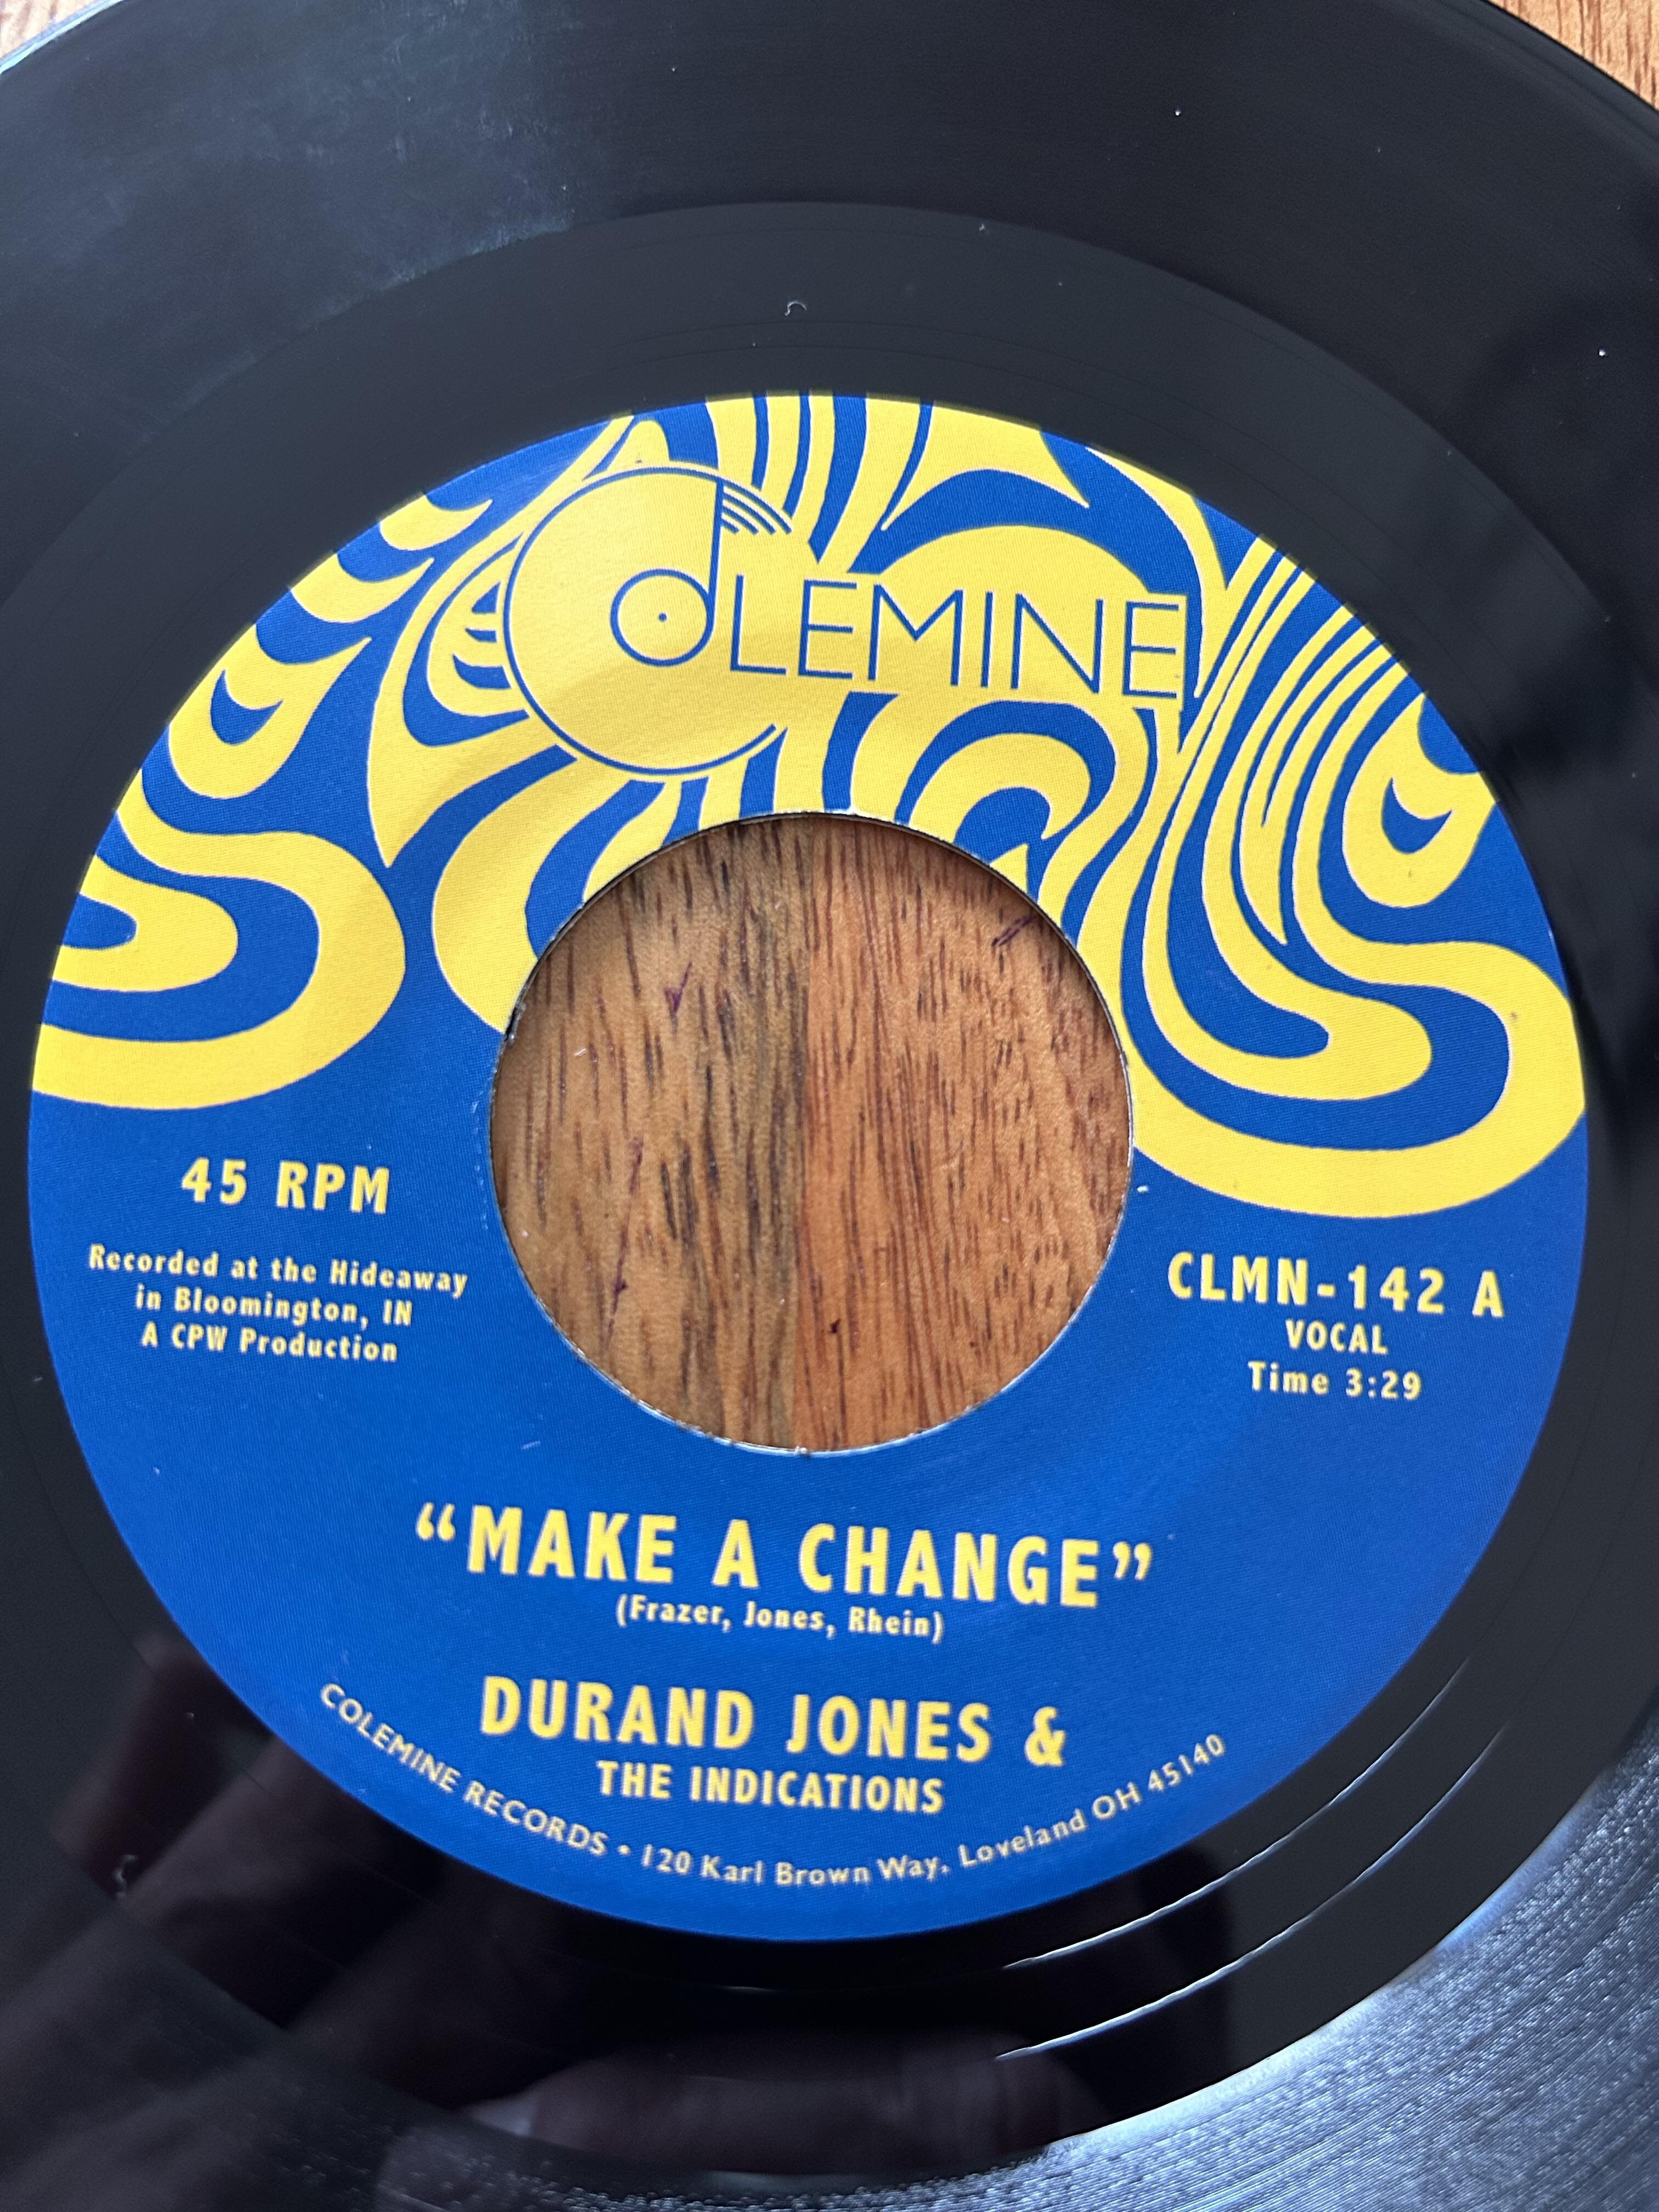 COLEMINE
45 RPM
Recorded at the Hideaway
in Bloomington, IN
A CPW Production
CLMN-142 A
VOCAL
Time 3:29
“MAKE A CHANGE”
(Frazer, Jones, Rhein)
DURAND JONES &
THE INDICATIONS
COLEMINE RECORDS • 120 Karl Brown Way, Loveland OH 45140